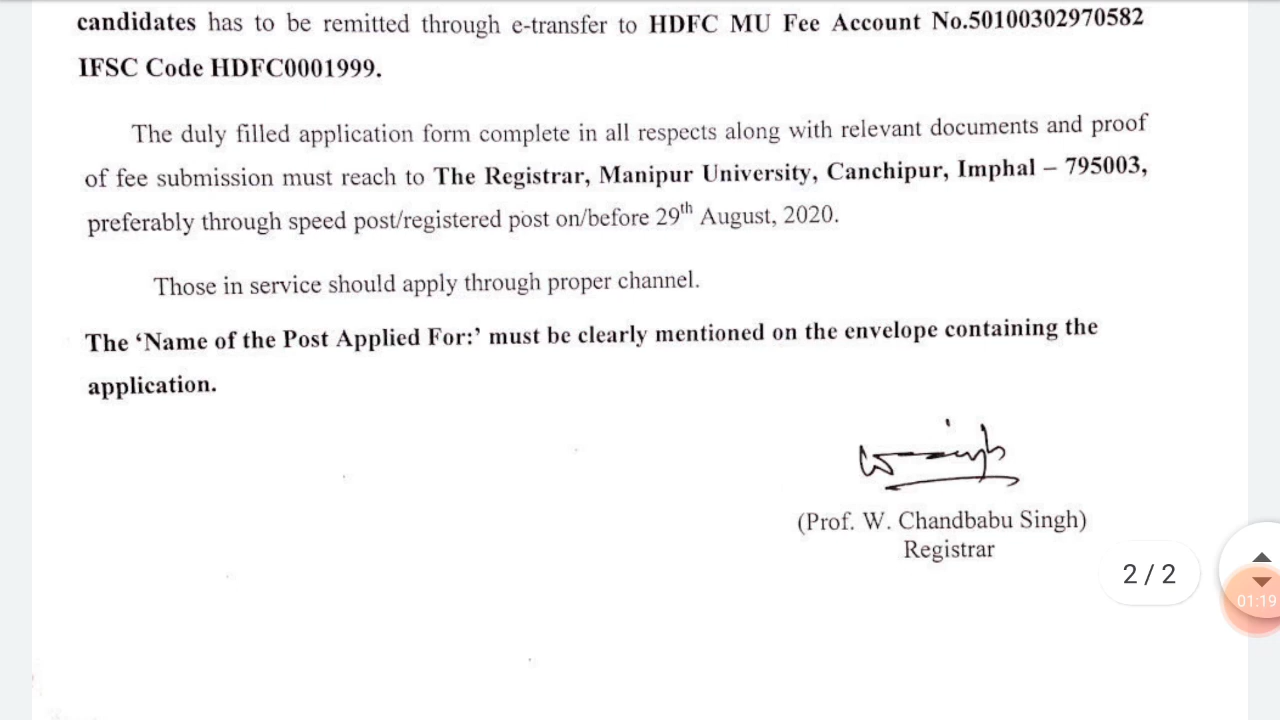 candidates has to be remitted through e-transfer to HDFC MU Fee Account No.50100302970582
IFSC Code HDFC0001999.
The duly filled application form complete in all respects along with relevant documents and proof
of fee submission must reach to The Registrar, Manipur University, Canchipur, Imphal – 795003,
preferably through speed post/registered post on/before 29th August, 2020.
Those in service should apply through proper channel.
The ‘Name of the Post Applied For:’ must be clearly mentioned on the envelope containing the
application.
(Prof. W. Chandbabu Singh)
Registrar
2 / 2
01:19